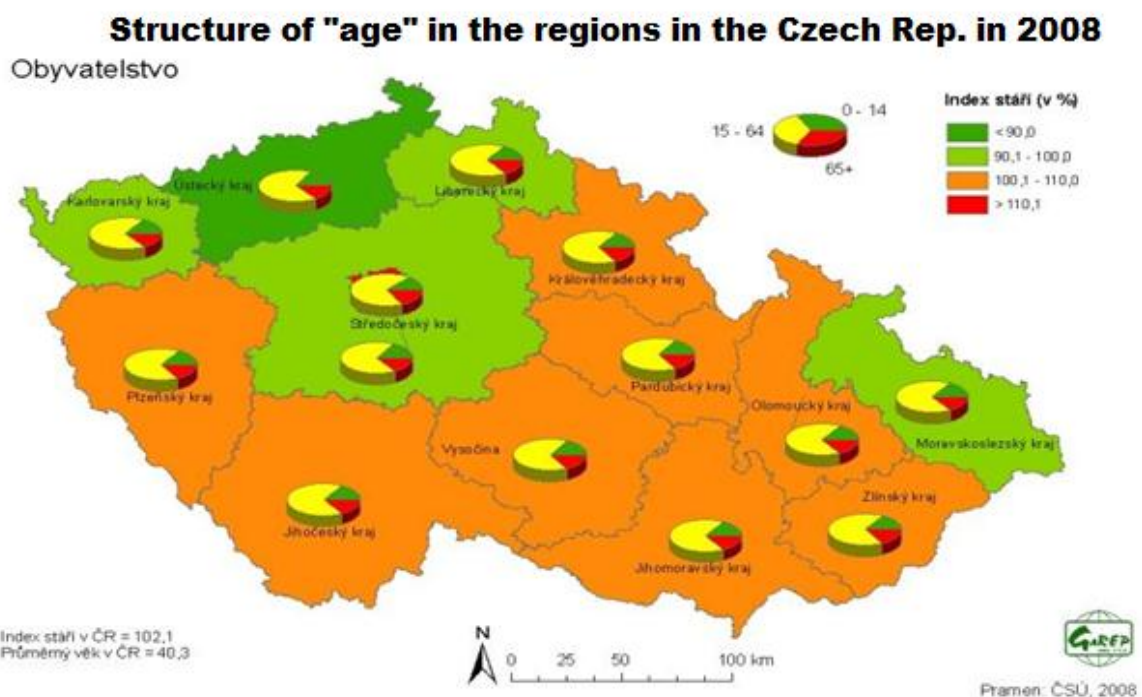 Structure of "age" in the regions in the Czech Rep. in 2008
Obyvatelstvo
Index stáří (v %)
< 90,0
90,1 - 100,0
100,1 - 110,0
> 110,1
0 - 14
15 - 64
65+
Ústecký kraj
Liberecký kraj
Karlovarský kraj
Královéhradecký kraj
Středočeský kraj
Plzeňský kraj
Pardubický kraj
Olomoucký kraj
Moravskoslezský kraj
Vysočina
Zlínský kraj
Jihočeský kraj
Jihomoravský kraj
Index stáří v ČR = 102,1
Průměrný věk v ČR = 40,3
N
0 25 50 100 km
GaREP
Pramen: ČSÚ, 2008